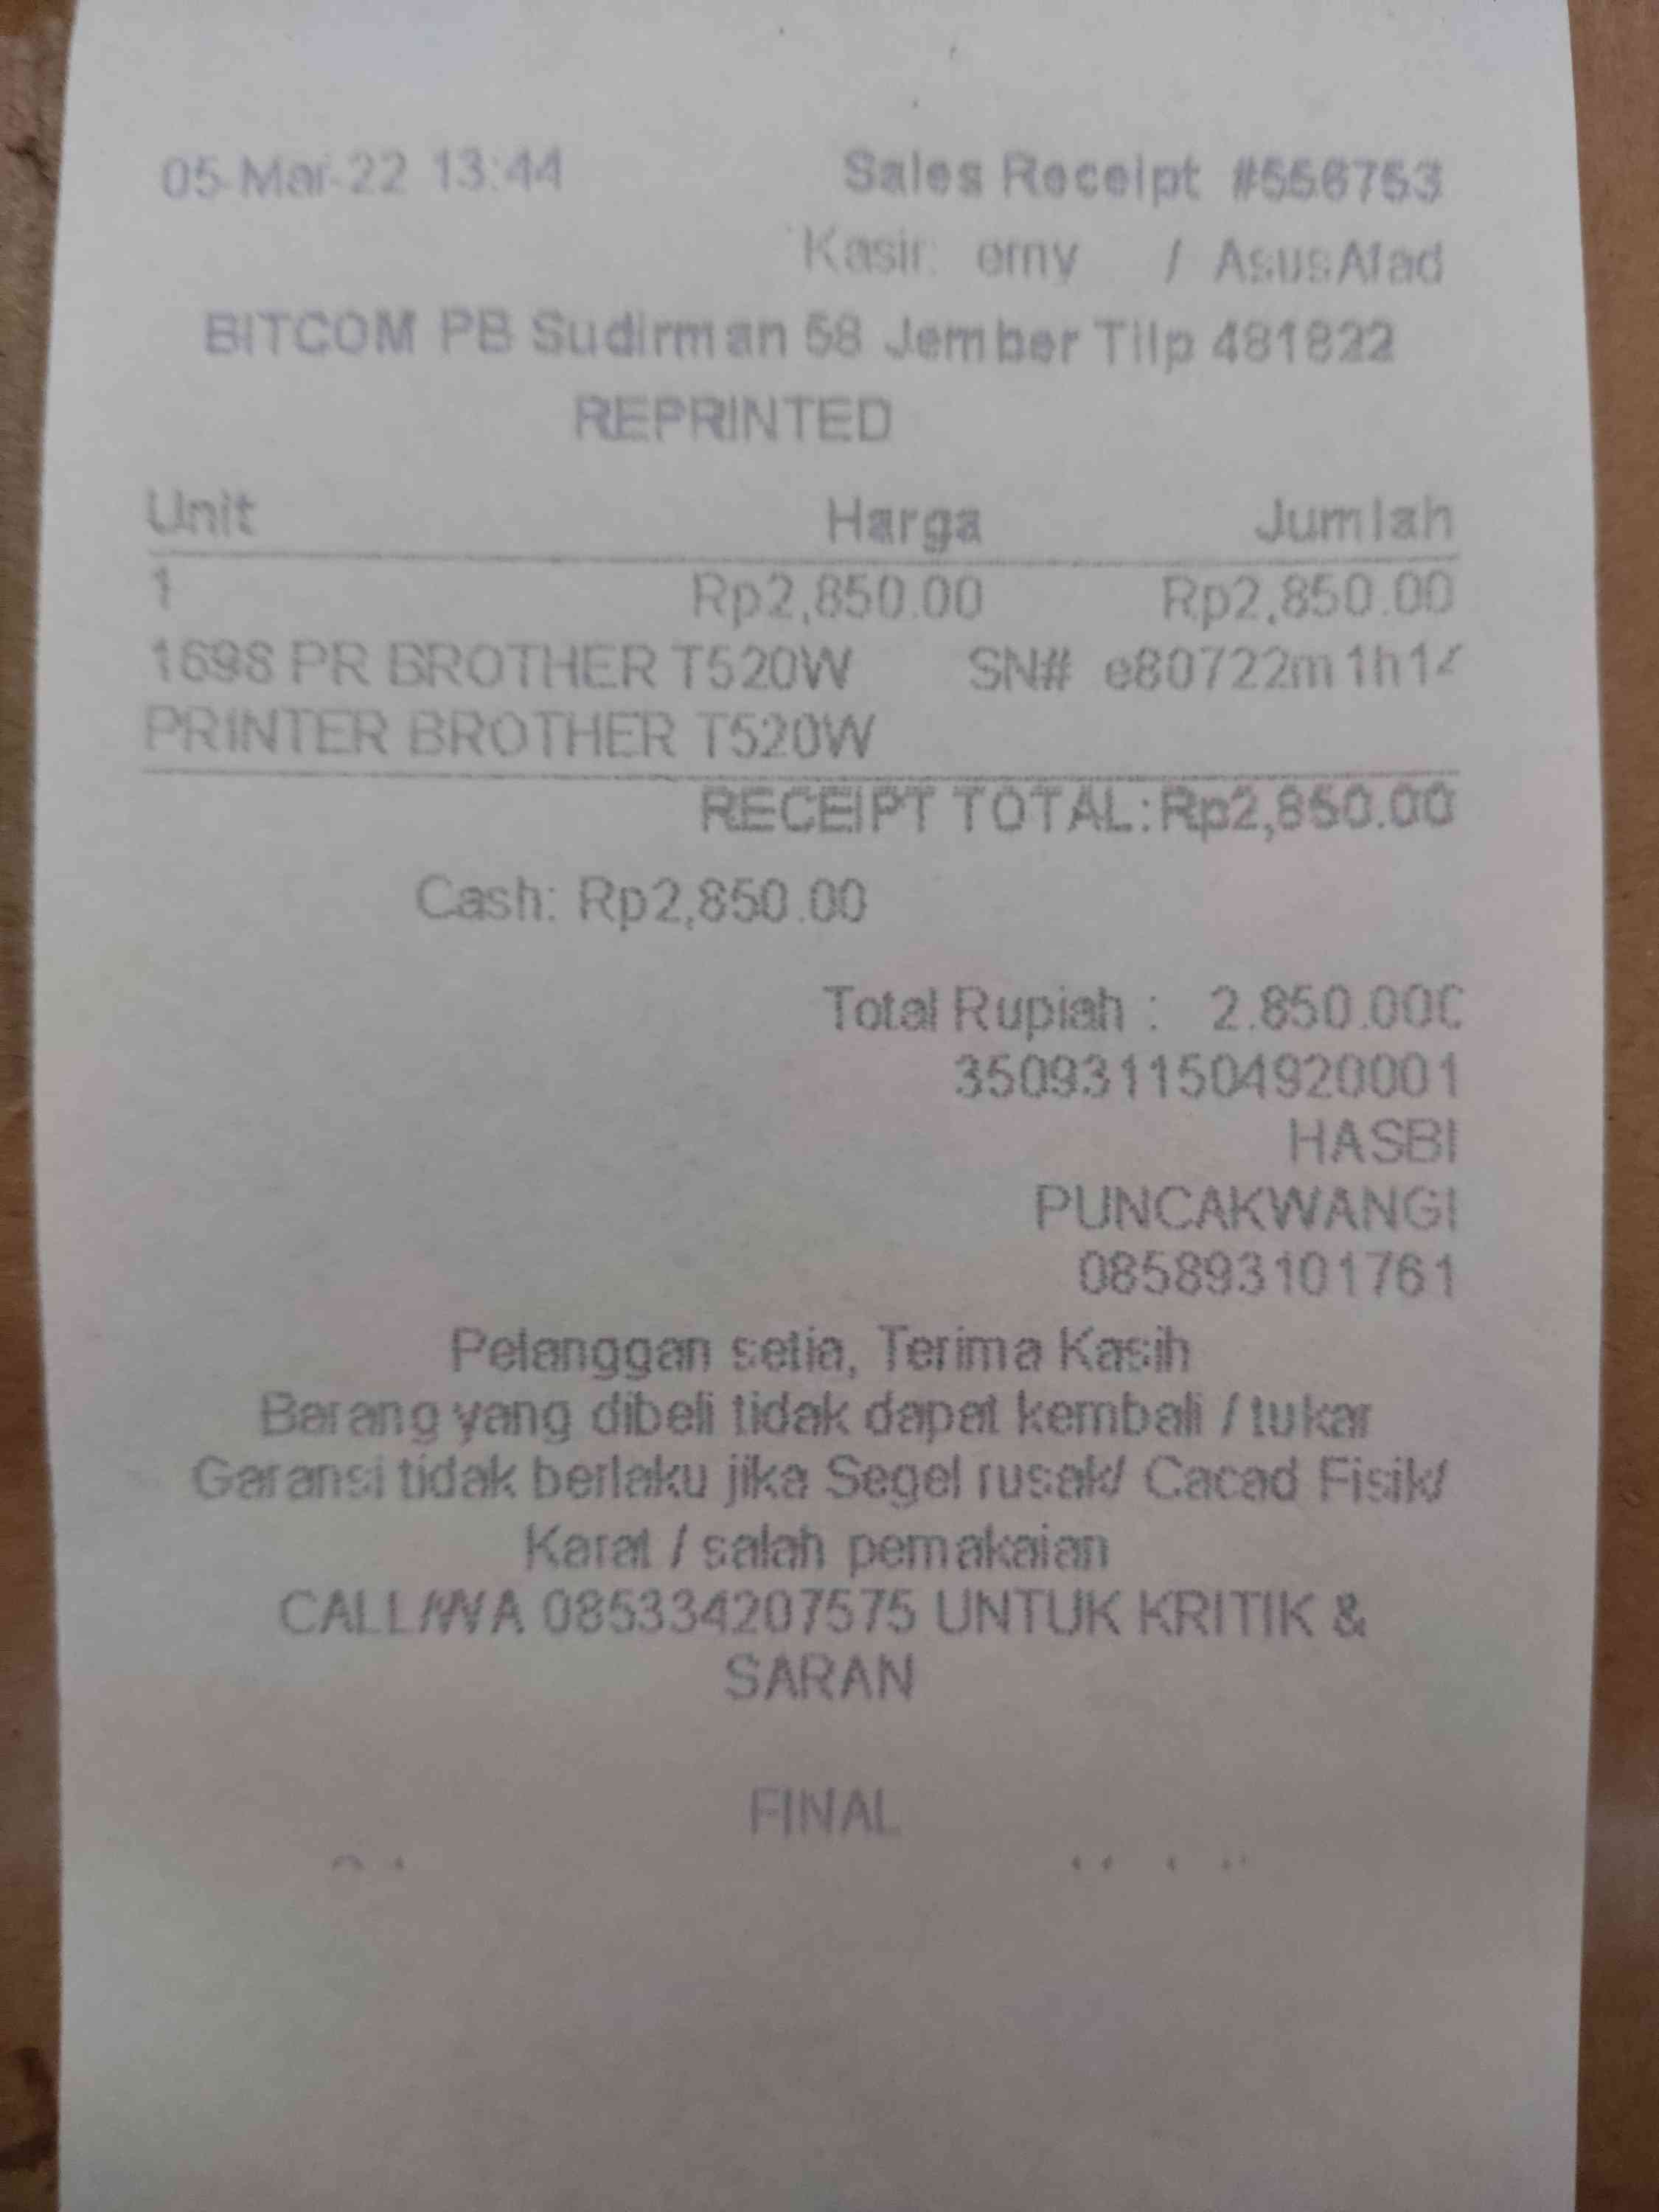 05-Mar-22 13:44 Sales Receipt #556753
Kasir: erny / AsusAfad
BITCOM PB Sudirman 58 Jember Tilp 481822
REPRINTED
Unit Harga Jumlah
1 Rp2,850.00 Rp2,850.00
1698 PR BROTHER T520W SN# e80722m1h14
PRINTER BROTHER T520W
RECEIPT TOTAL: Rp2,850.00
Cash: Rp2,850.00
Total Rupiah : 2.850.000
3509311504920001
HASBI
PUNCAKWANGI
085893101761
Pelanggan setia, Terima Kasih
Barang yang dibeli tidak dapat kembali / tukar
Garansi tidak berlaku jika Segel rusak/ Cacad Fisik/
Karat / salah pemakaian
CALL/WA 085334207575 UNTUK KRITIK &
SARAN
FINAL